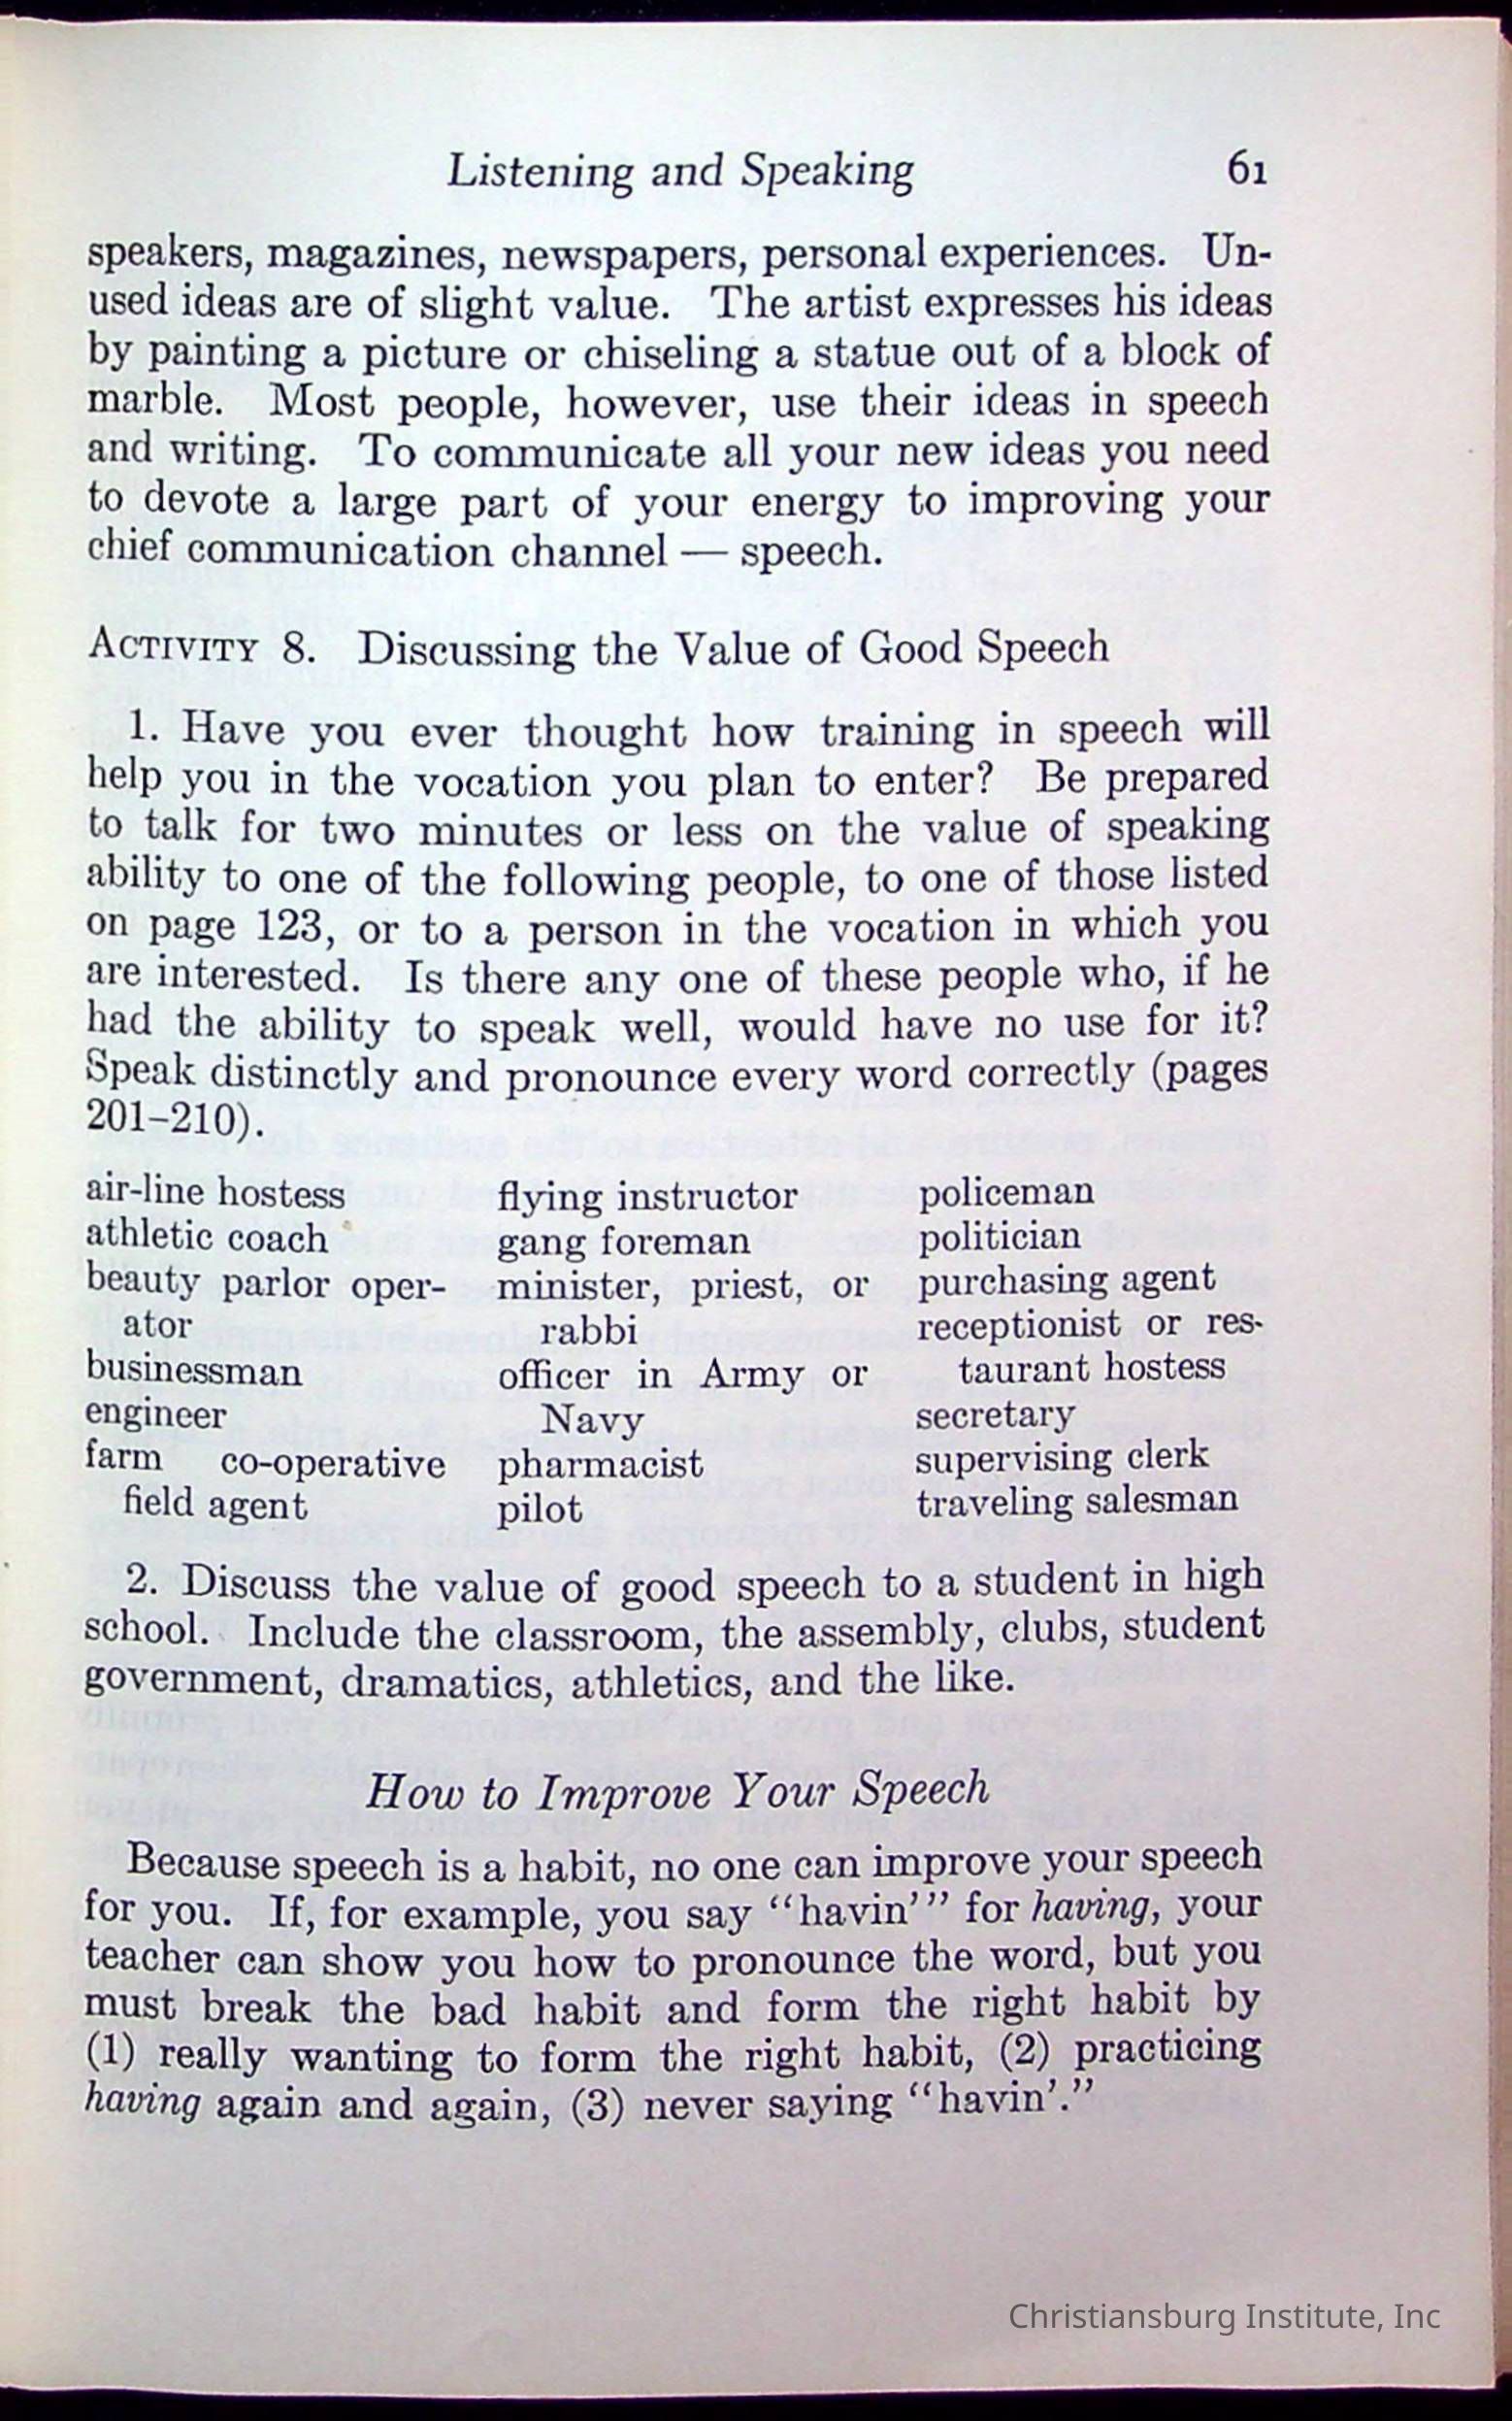 Listening and Speaking 61
speakers, magazines, newspapers, personal experiences. Un-
used ideas are of slight value. The artist expresses his ideas
by painting a picture or chiseling a statue out of a block of
marble. Most people, however, use their ideas in speech
and writing. To communicate all your new ideas you need
to devote a large part of your energy to improving your
chief communication channel — speech.
ACTIVITY 8. Discussing the Value of Good Speech
1. Have you ever thought how training in speech will
help you in the vocation you plan to enter? Be prepared
to talk for two minutes or less on the value of speaking
ability to one of the following people, to one of those listed
on page 123, or to a person in the vocation in which you
are interested. Is there any one of these people who, if he
had the ability to speak well, would have no use for it?
Speak distinctly and pronounce every word correctly (pages
201–210).
air-line hostess
athletic coach
beauty parlor oper-
ator
businessman
engineer
farm co-operative
field agent
flying instructor
gang foreman
minister, priest, or
rabbi
officer in Army or
Navy
pharmacist
pilot
policeman
politician
purchasing agent
receptionist or res-
taurant hostess
secretary
supervising clerk
traveling salesman
2. Discuss the value of good speech to a student in high
school. Include the classroom, the assembly, clubs, student
government, dramatics, athletics, and the like.
How to Improve Your Speech
Because speech is a habit, no one can improve your speech
for you. If, for example, you say “havin’” for having, your
teacher can show you how to pronounce the word, but you
must break the bad habit and form the right habit by
(1) really wanting to form the right habit, (2) practicing
having again and again, (3) never saying “havin’.”
Christiansburg Institute, Inc